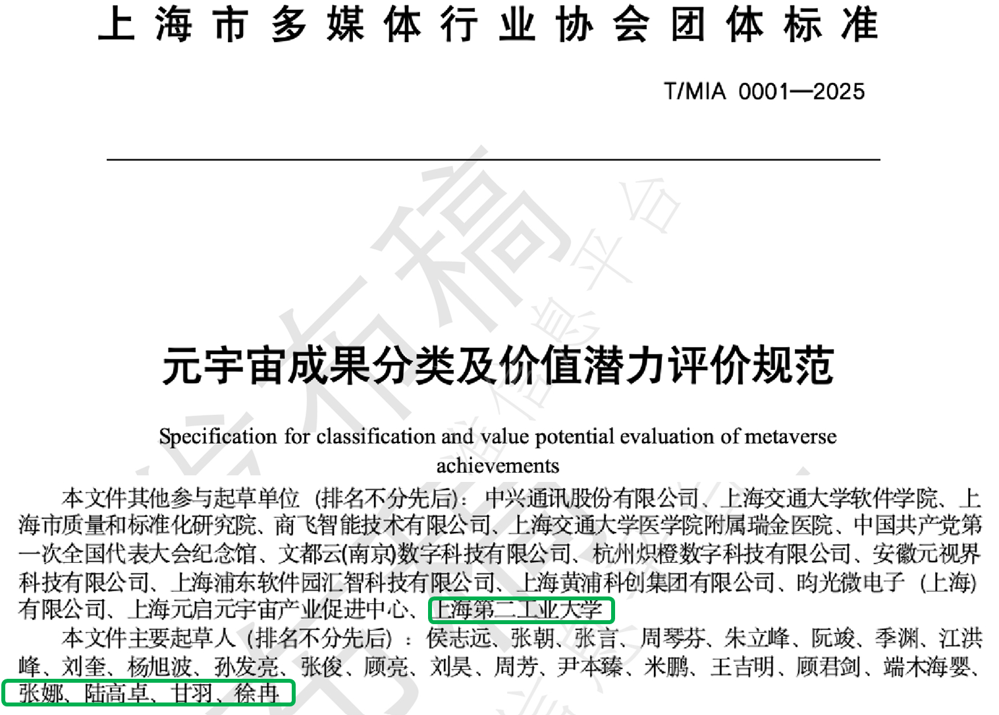 上海市多媒体行业协会团体标准
T/MIA 0001—2025
元宇宙成果分类及价值潜力评价规范
Specification for classification and value potential evaluation of metaverse
achievements
本文件其他参与起草单位（排名不分先后）：中兴通讯股份有限公司、上海交通大学软件学院、上
海市质量和标准化研究院、商飞智能技术有限公司、上海交通大学医学院附属瑞金医院、中国共产党第
一次全国代表大会纪念馆、文都云(南京)数字科技有限公司、杭州炽橙数字科技有限公司、安徽元视界
科技有限公司、上海浦东软件园汇智科技有限公司、上海黄浦科创集团有限公司、昀光微电子（上海）
有限公司、上海元启元宇宙产业促进中心、上海第二工业大学
本文件主要起草人（排名不分先后）：侯志远、张朝、张言、周琴芬、朱立峰、阮竣、季渊、江洪
峰、刘奎、杨旭波、孙发亮、张俊、顾亮、刘昊、周芳、尹本臻、米鹏、王吉明、顾君剑、端木海婴、
张娜、陆高卓、甘羽、徐冉
布稿
准信息平台